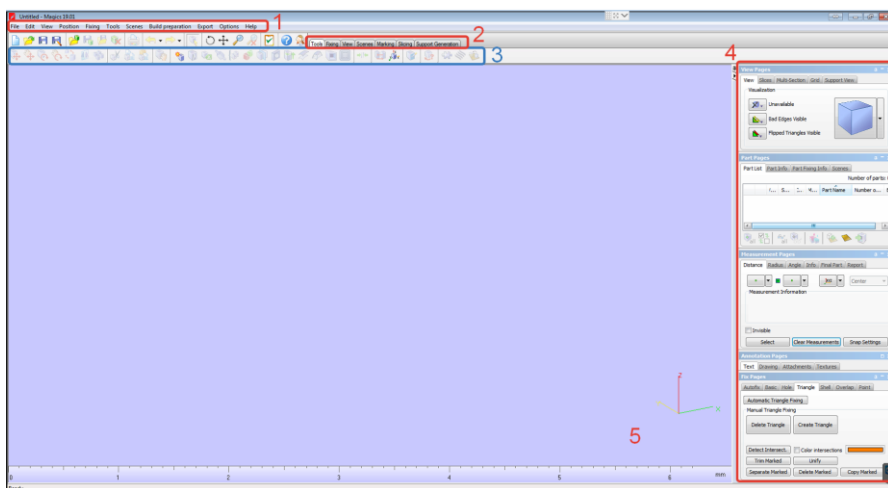 Untitled - Magics 19.01
1
File Edit View Position Fixing Tools Scenes Build preparation Export Options Help
2
Tools Fixing View Scenes Marking Slicing Support Generation
3
4
View Pages
View Slices Multi-Section Grid Support View
Visualization
Unavailable
Bad Edges Visible
Flipped Triangles Visible
Part Pages
Part List Part Info Part Fixing Info Scenes
Number of parts:
Part Name Number o...
Measurement Pages
Distance Radius Angle Info Final Part Report
Center
Measurement Information
Invisible
Select Clear Measurements Snap Settings
Annotation Pages
Text Drawing Attachments Textures
Fix Pages
Autofix Basic Hole Triangle Shell Overlap Point
Automatic Triangle Fixing
Manual Triangle Fixing
Delete Triangle Create Triangle
Detect Intersect. Color intersections
Trim Marked Unify
Separate Marked Delete Marked Copy Marked
Z
X
5
0 1 2 3 4 5 6 mm